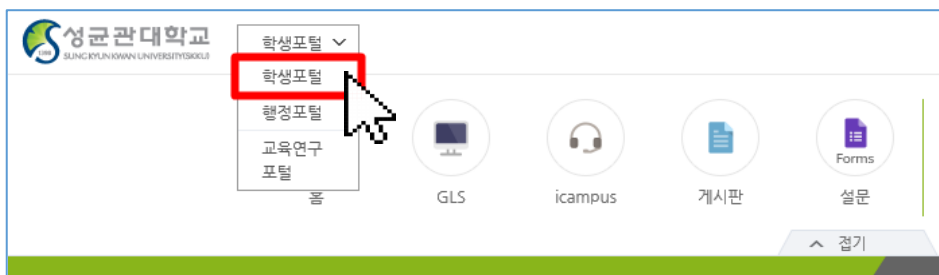 성균관대학교
SUNGKYUNKWAN UNIVERSITY(SKKU)
학생포털
학생포털
행정포털
교육연구
포털
홈
GLS
icampus
게시판
Forms
설문
접기